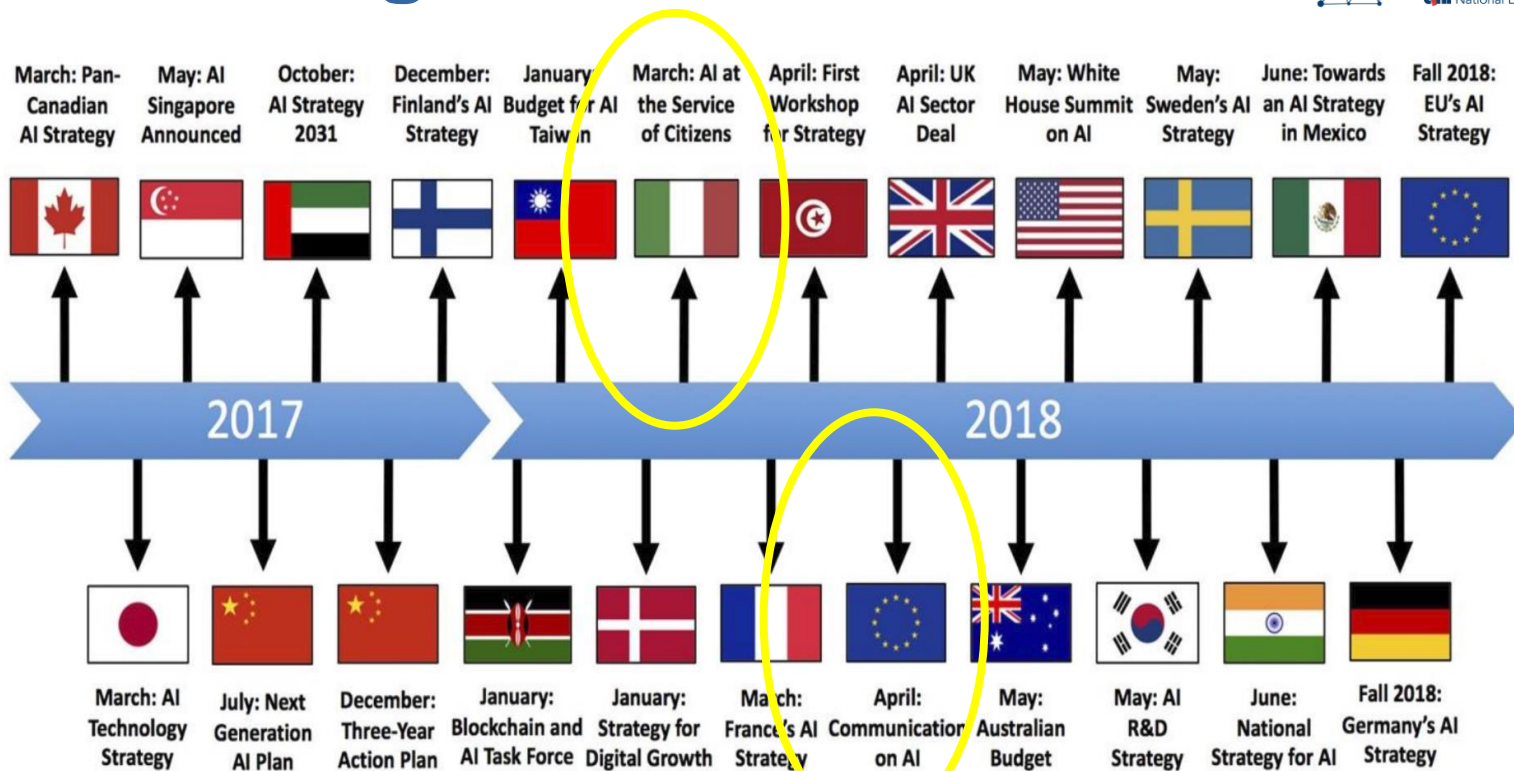 March: Pan-
Canadian
AI Strategy
May: AI
Singapore
Announced
October:
AI Strategy
2031
December:
Finland's AI
Strategy
January:
Budget for AI
Taiwan
March: AI at
the Service
of Citizens
April: First
Workshop
for Strategy
April: UK
AI Sector
Deal
May: White
House Summit
on AI
May:
Sweden's AI
Strategy
June: Towards
an AI Strategy
in Mexico
Fall 2018:
EU's AI
Strategy
2017
2018
March: AI
Technology
Strategy
July: Next
Generation
AI Plan
December:
Three-Year
Action Plan
January:
Blockchain and
AI Task Force
January:
Strategy for
Digital Growth
March:
France's AI
Strategy
April:
Communication
on AI
May:
Australian
Budget
May: AI
R&D
Strategy
June:
National
Strategy for AI
Fall 2018:
Germany's AI
Strategy